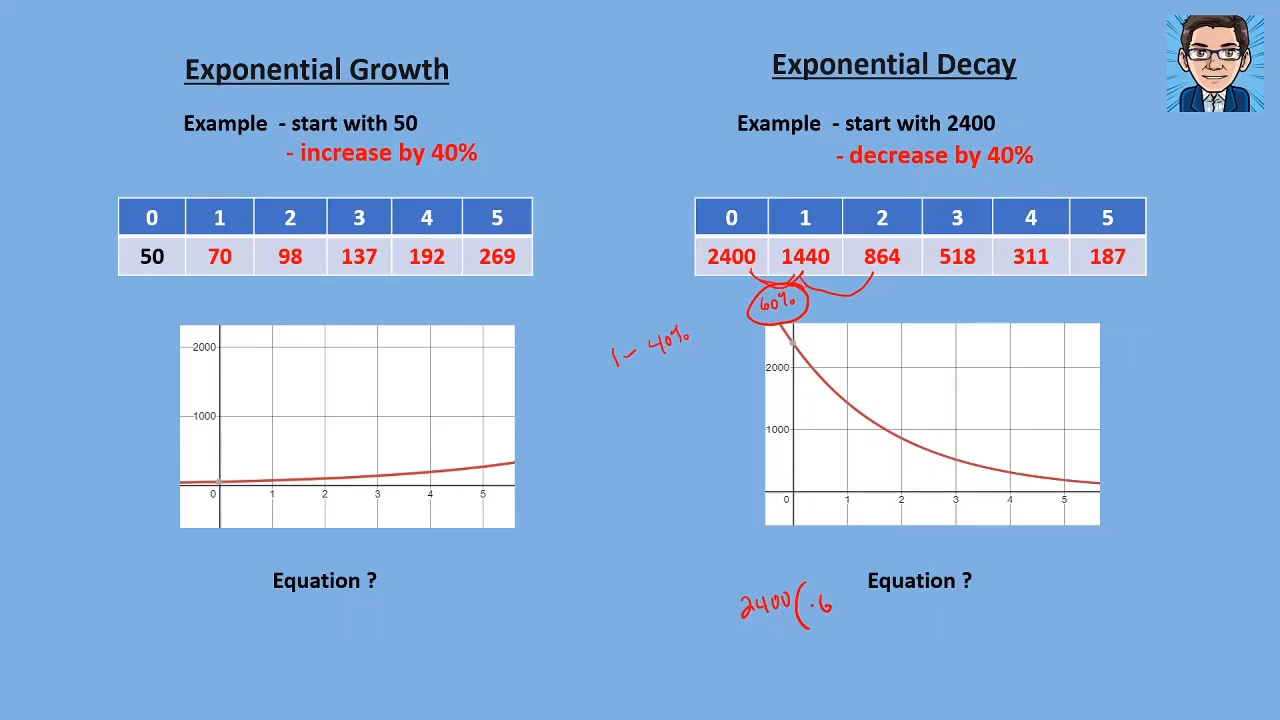 Exponential Growth
Example - start with 50
- increase by 40%
0 1 2 3 4 5
50 70 98 137 192 269
2000
1000
0 1 2 3 4 5
Equation ?
1 - 40%
Exponential Decay
Example - start with 2400
- decrease by 40%
0 1 2 3 4 5
2400 1440 864 518 311 187
60%
2000
1000
0 1 2 3 4 5
Equation ?
2400(.6